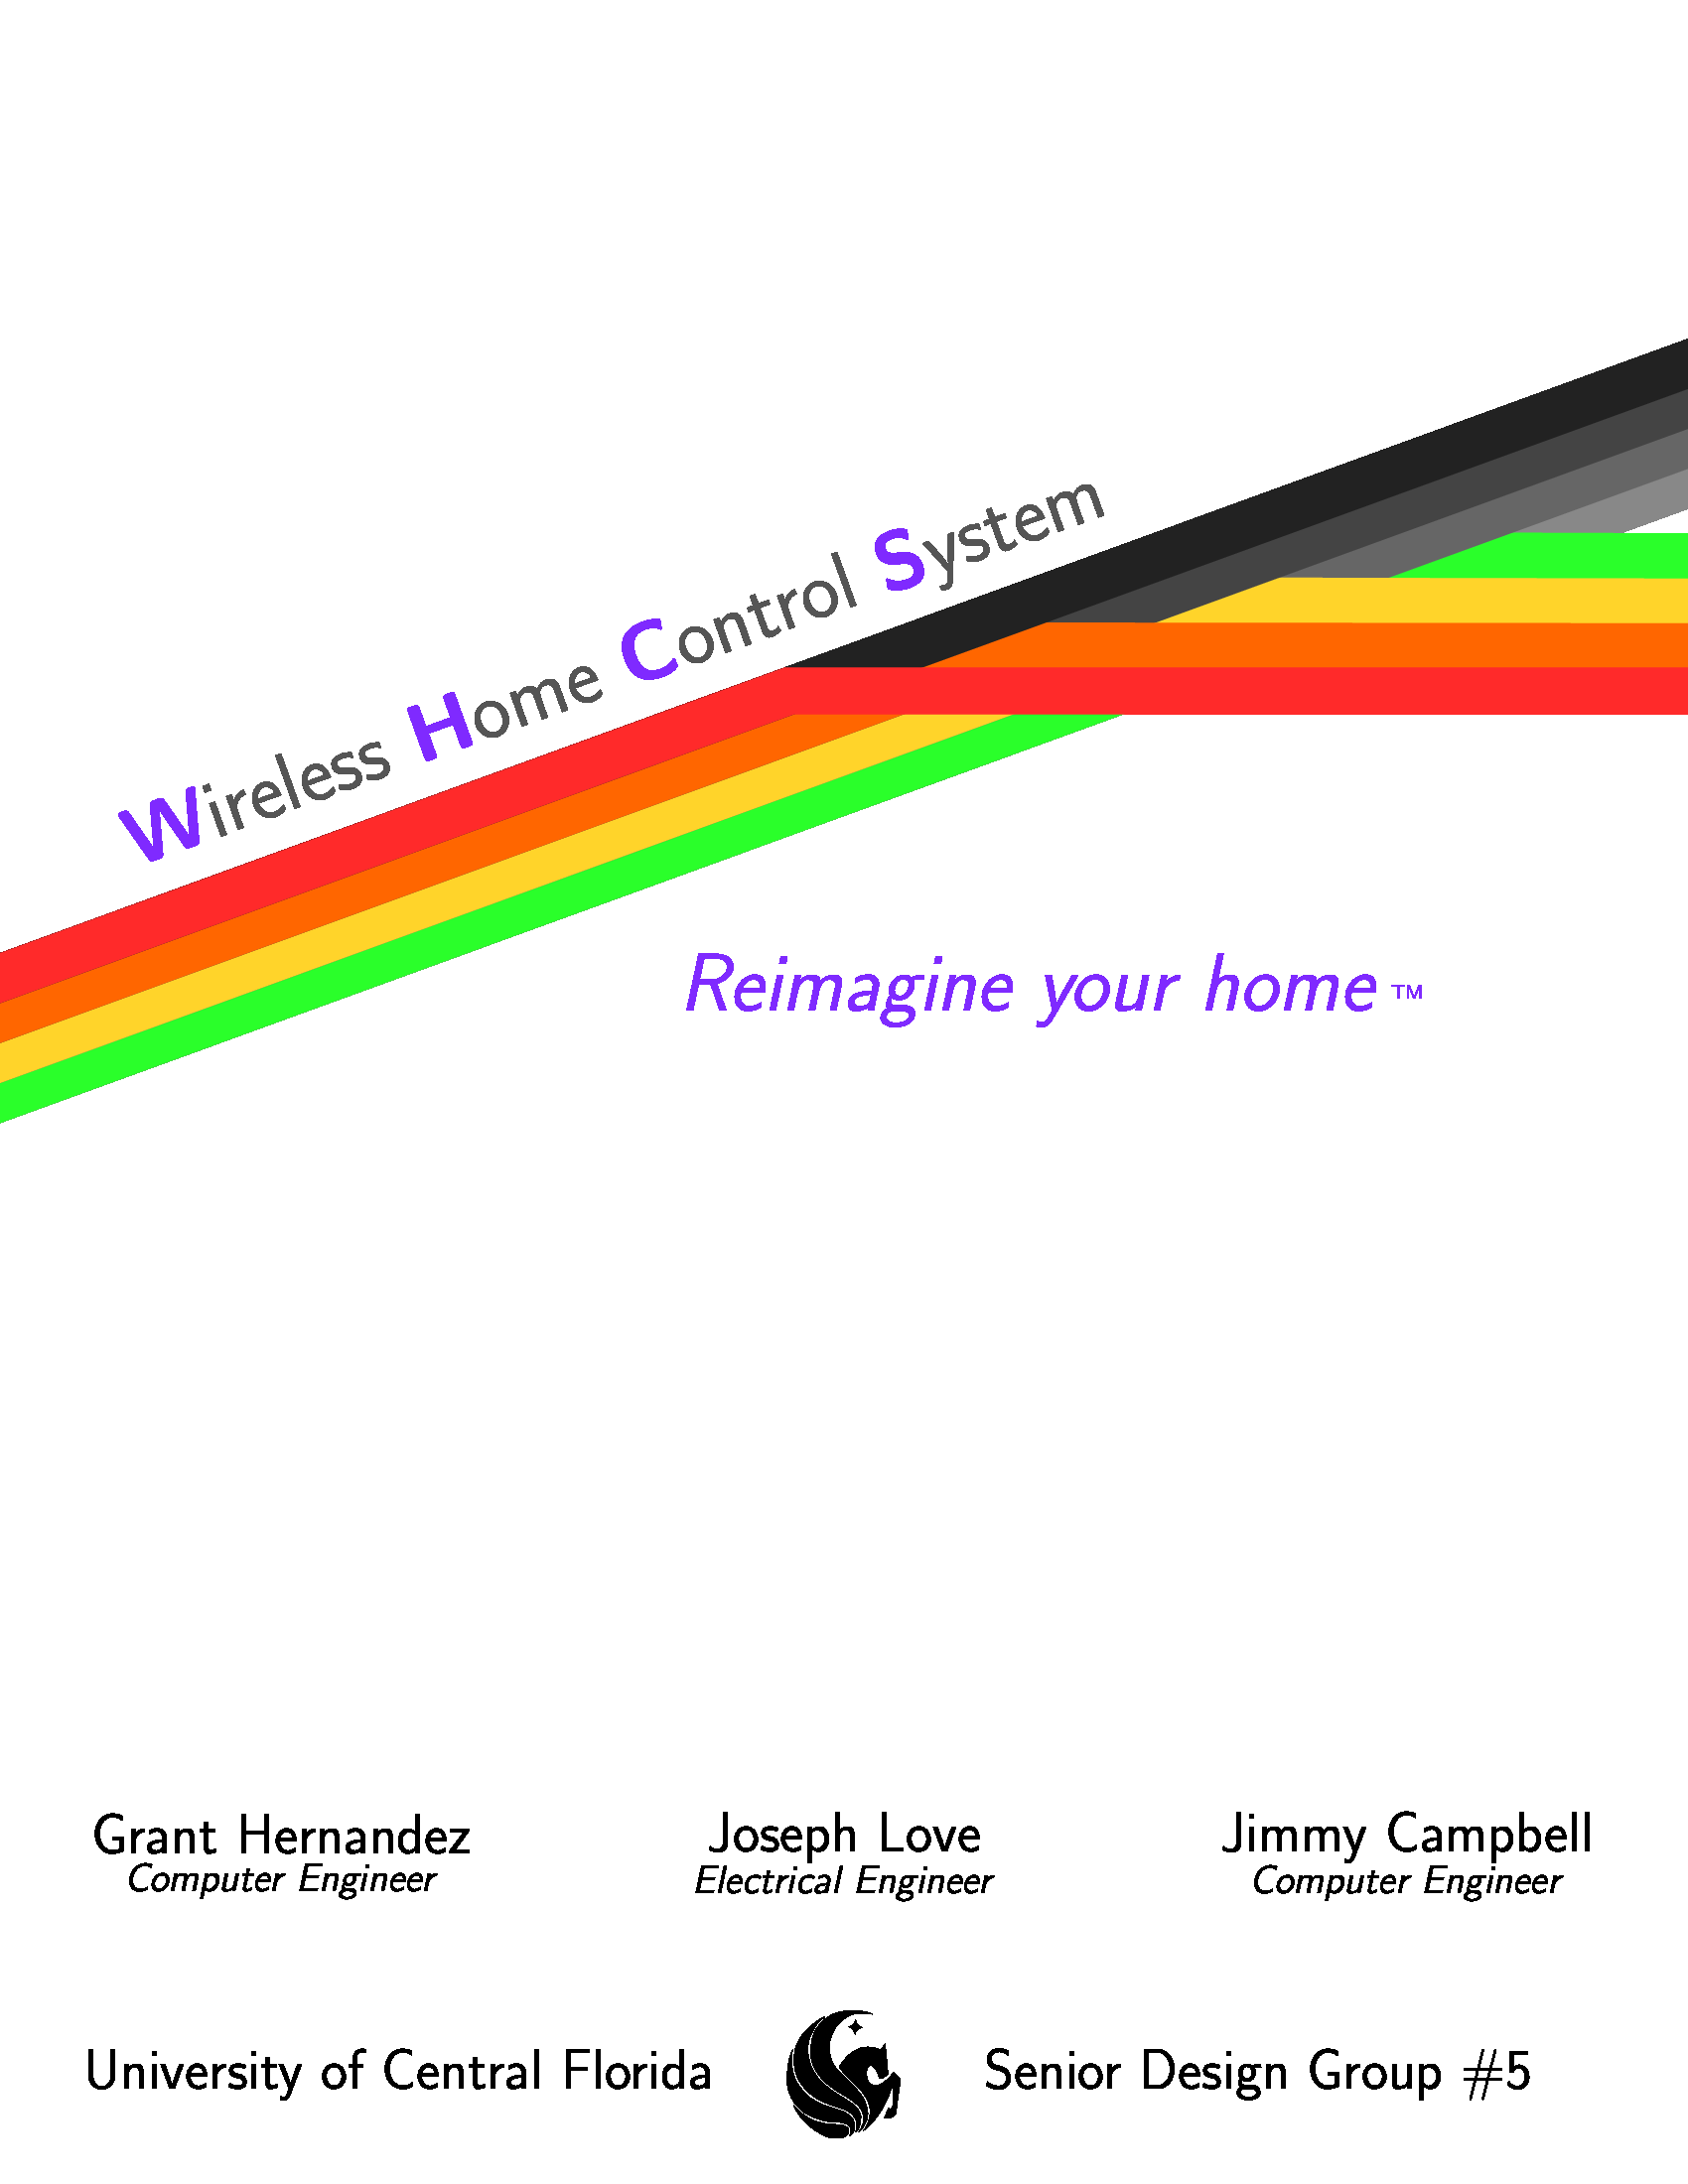 Wireless Home Control System
Reimagine your home™
Grant Hernandez
Computer Engineer
Joseph Love
Electrical Engineer
Jimmy Campbell
Computer Engineer
University of Central Florida
Senior Design Group #5